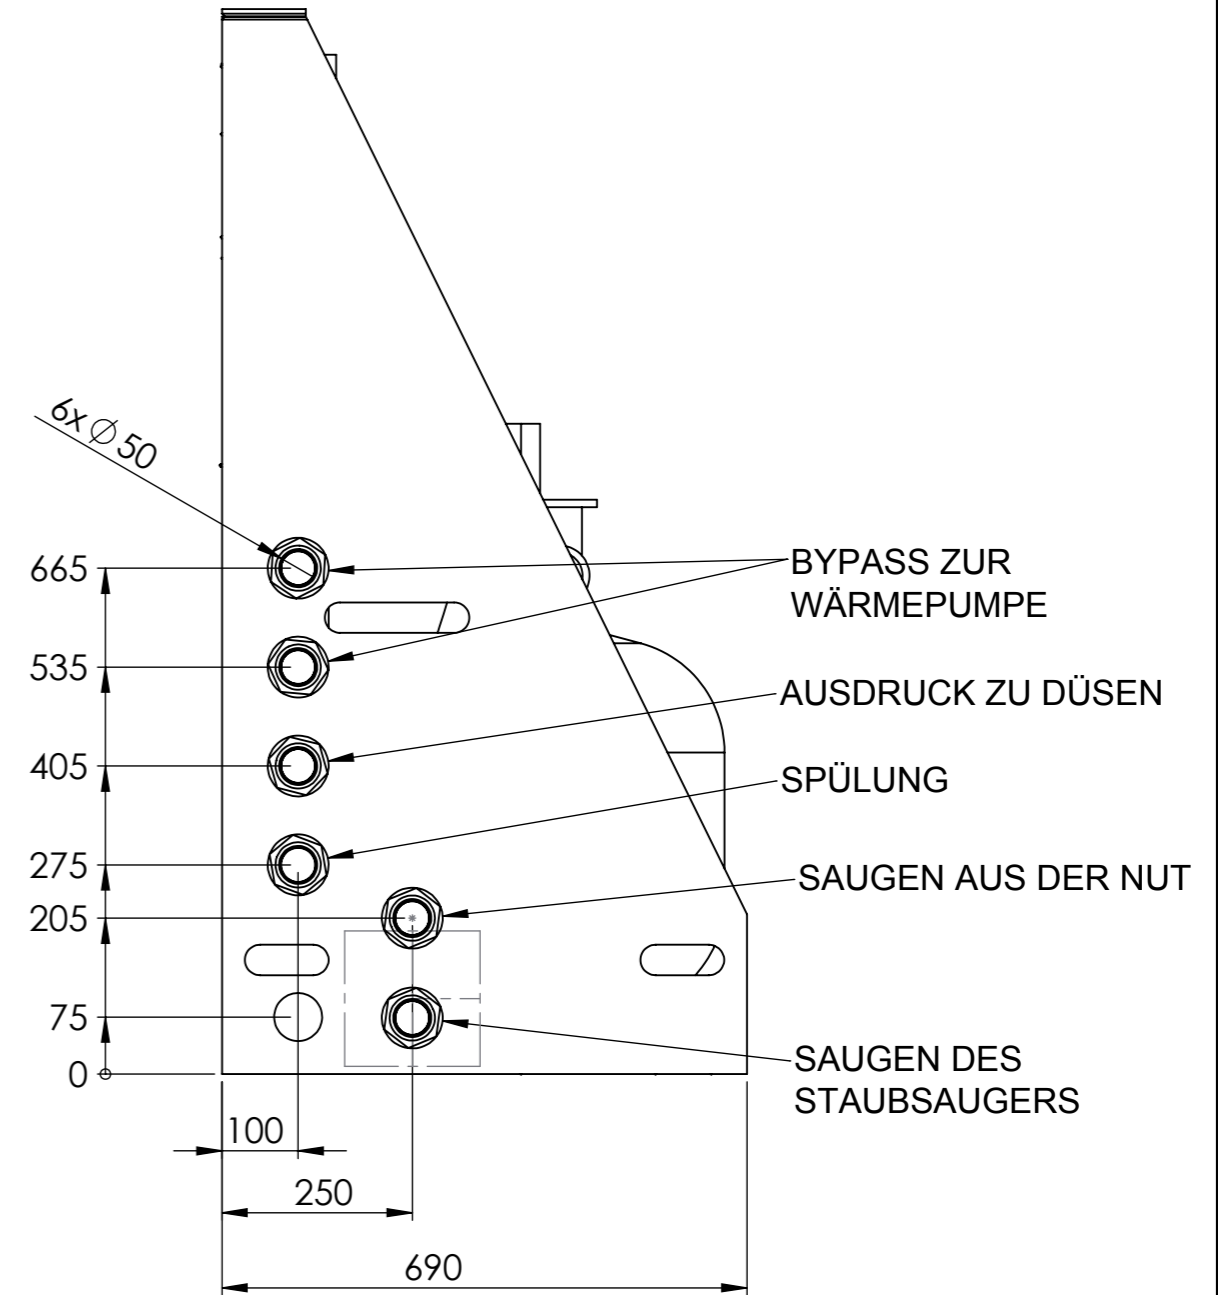 6x Ø 50
665
BYPASS ZUR
WÄRMEPUMPE
535
AUSDRUCK ZU DÜSEN
405
SPÜLUNG
275
SAUGEN AUS DER NUT
205
75
SAUGEN DES
STAUBSAUGERS
0
100
250
690